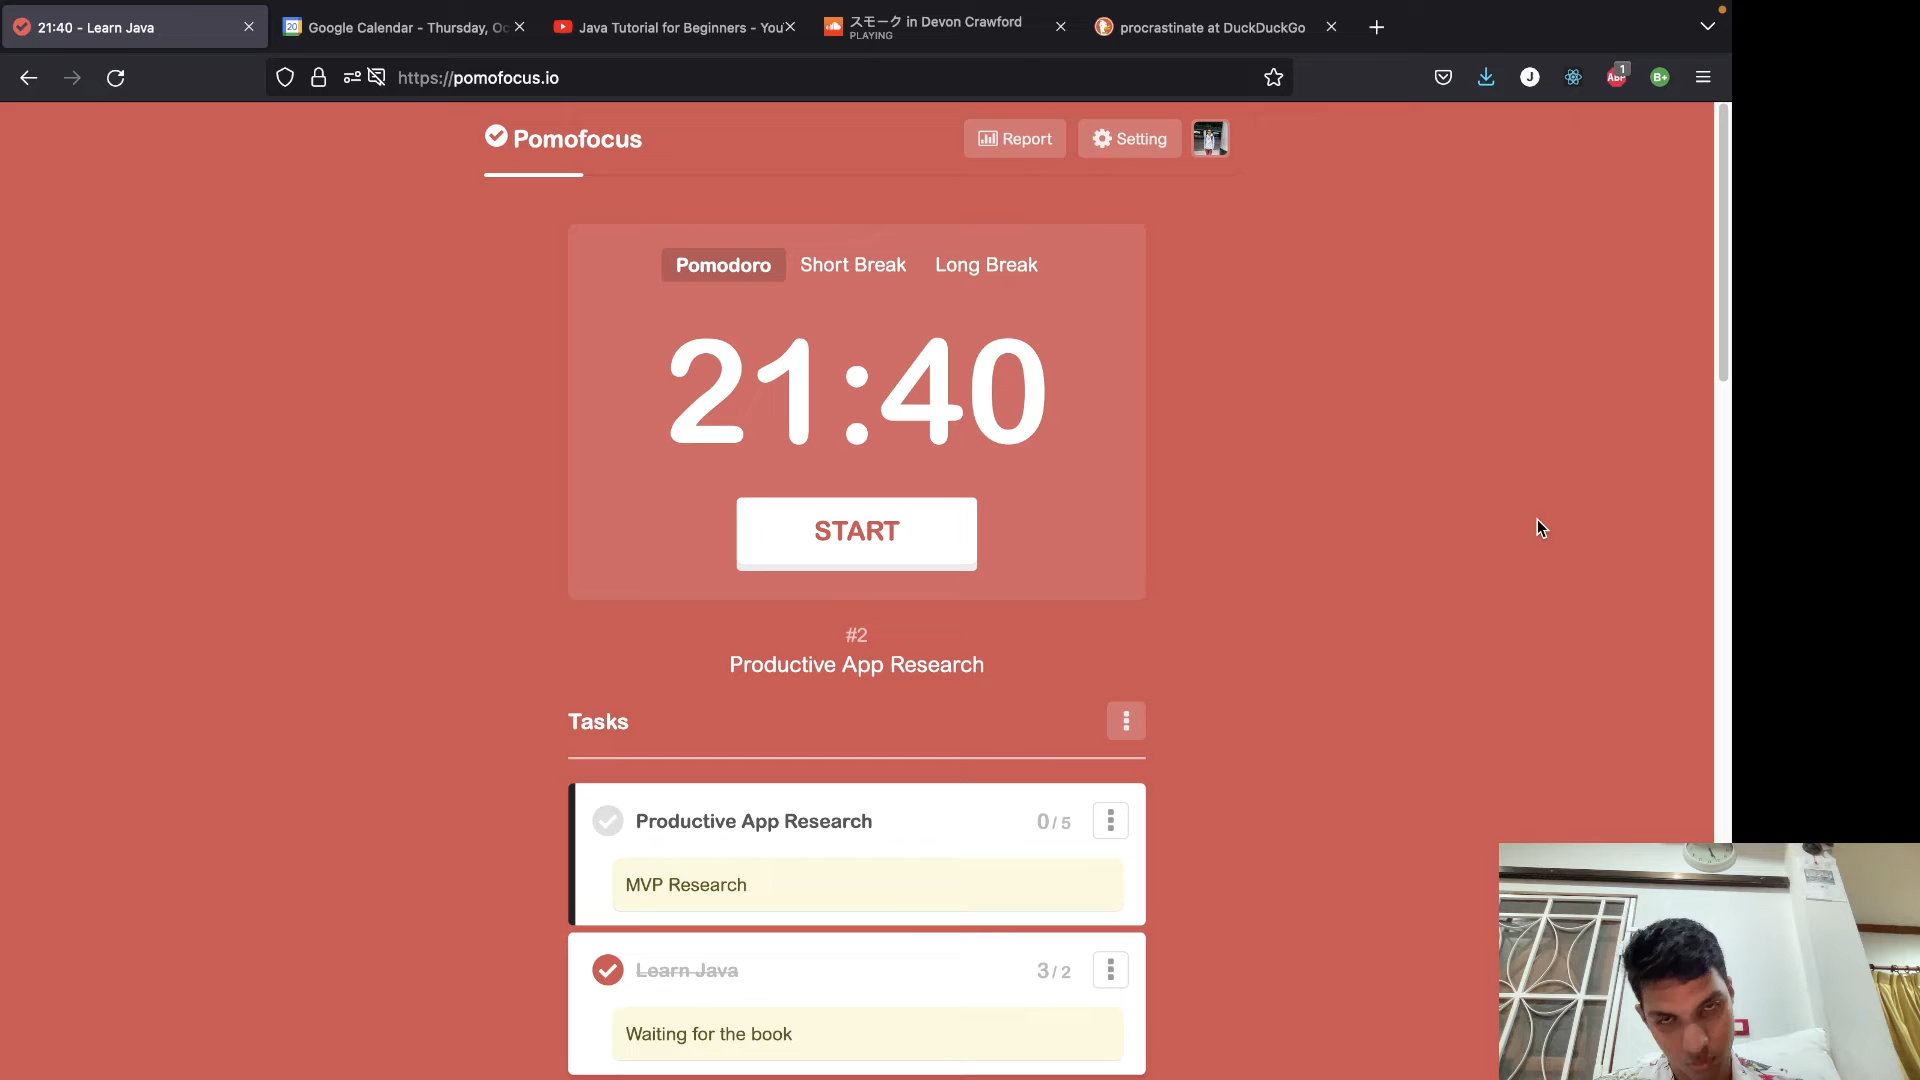 21:40 - Learn Java
20
Google Calendar - Thursday, Oc
Java Tutorial for Beginners - You
スモーク in Devon Crawford
PLAYING
procrastinate at DuckDuckGo
https://pomofocus.io
J
ABP
1
B+
Pomofocus
Report
Setting
Pomodoro
Short Break
Long Break
21:40
START
#2
Productive App Research
Tasks
Productive App Research
0/5
MVP Research
Learn Java
3/2
Waiting for the book